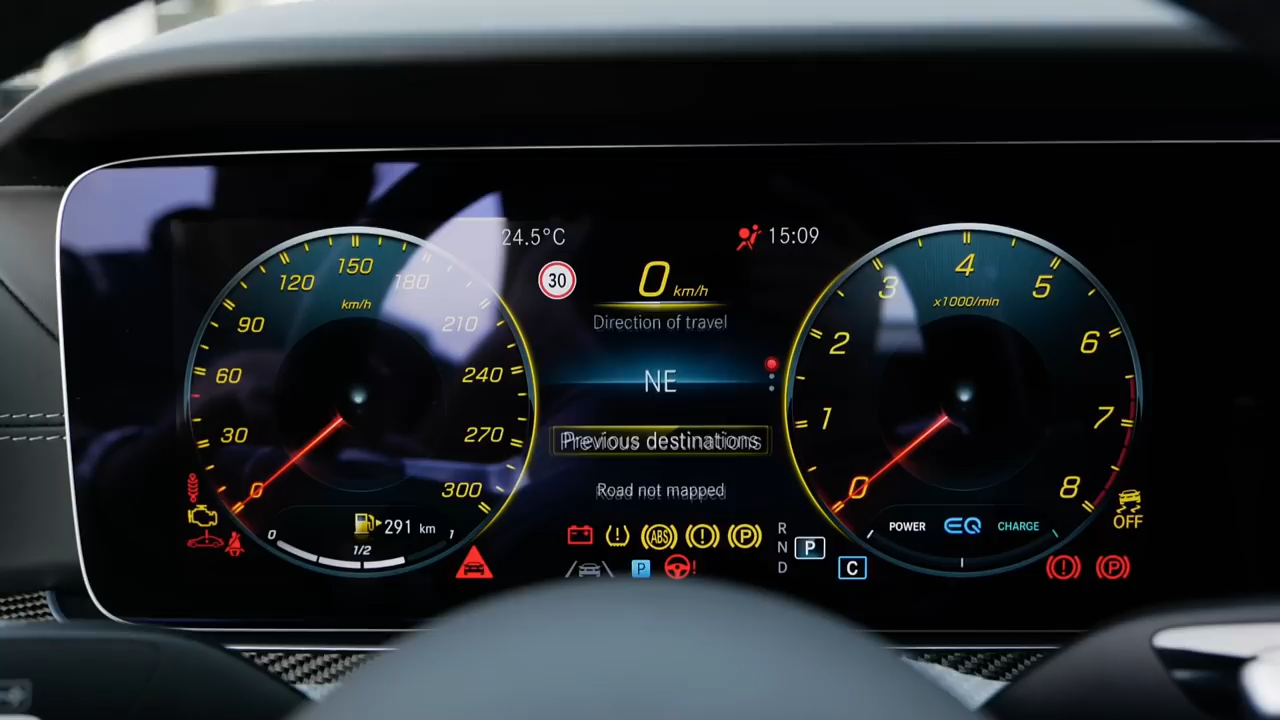 24.5°C
15:09
30
0 km/h
Direction of travel
NE
Previous destinations
Road not mapped
0
30
60
90
120
150
180
210
240
270
300
km/h
291 km
0
1/2
1
0
1
2
3
4
5
6
7
8
x1000/min
POWER
EQ
CHARGE
ABS
P
P
R
N
D
P
C
OFF
P